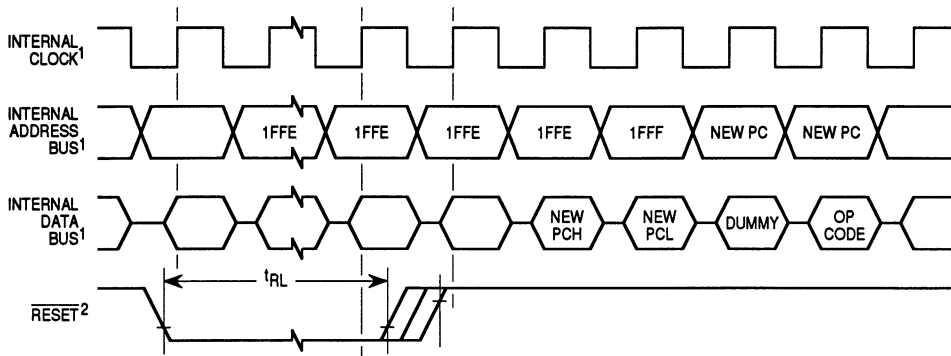 INTERNAL
CLOCK1
INTERNAL
ADDRESS
BUS1
1FFE 1FFE 1FFE 1FFE 1FFF NEW PC NEW PC
INTERNAL
DATA
BUS1
NEW
PCH
NEW
PCL
DUMMY
OP
CODE
tRL
RESET2